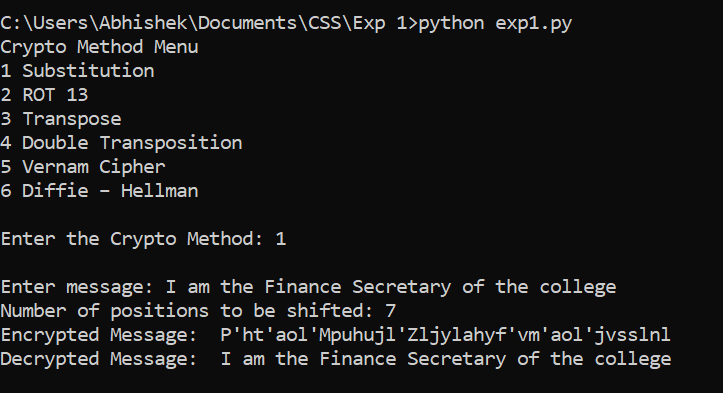 C:\Users\Abhishek\Documents\CSS\Exp 1>python exp1.py
Crypto Method Menu
1 Substitution
2 ROT 13
3 Transpose
4 Double Transposition
5 Vernam Cipher
6 Diffie – Hellman
Enter the Crypto Method: 1
Enter message: I am the Finance Secretary of the college
Number of positions to be shifted: 7
Encrypted Message:  P'ht'aol'Mpuhujl'Zljylahyf'vm'aol'jvsslnl
Decrypted Message:  I am the Finance Secretary of the college